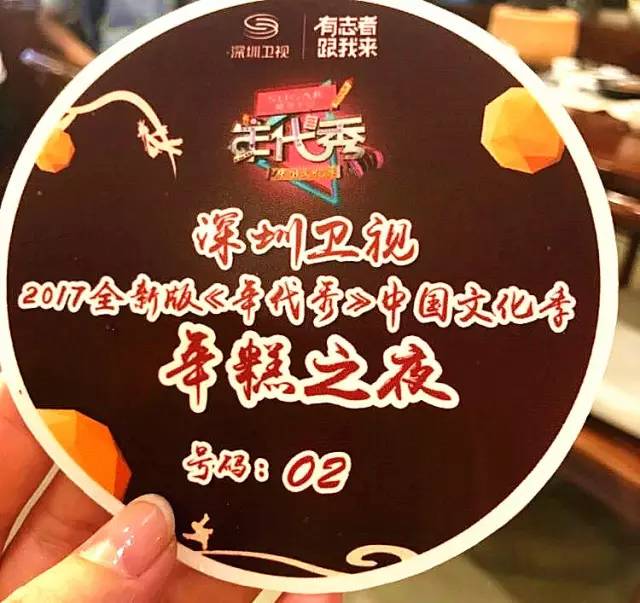 深圳卫视
有志者
跟我来
年代秀
深圳卫视
2017全新版《年代秀》中国文化季
年糕之夜
号码：02